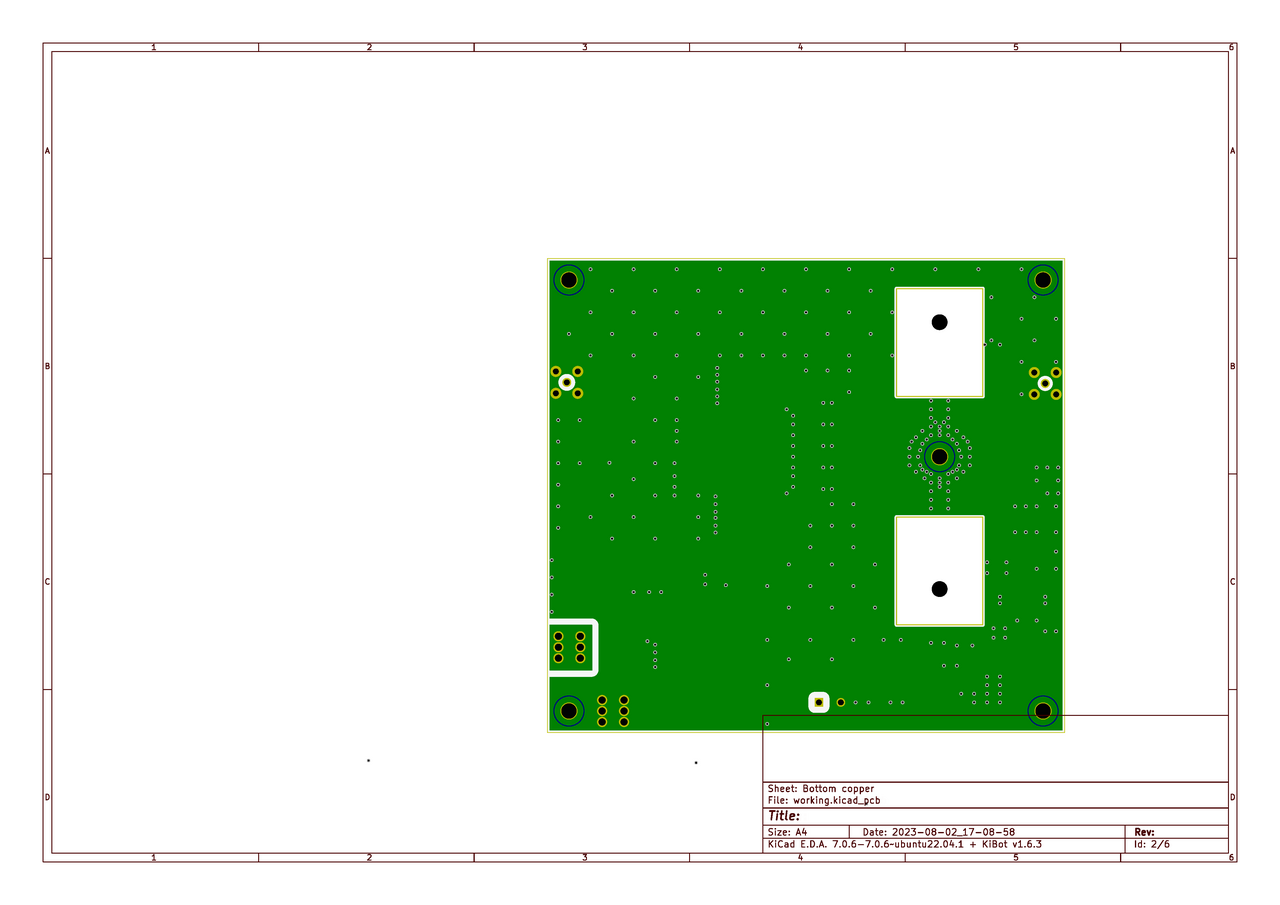 1 2 3 4 5 6
A A
B B
C C
D D
Sheet: Bottom copper
File: working.kicad_pcb
Title:
Size: A4 Date: 2023-08-02_17-08-58 Rev:
KiCad E.D.A. 7.0.6-7.0.6~ubuntu22.04.1 + KiBot v1.6.3 Id: 2/6
1 2 3 4 5 6